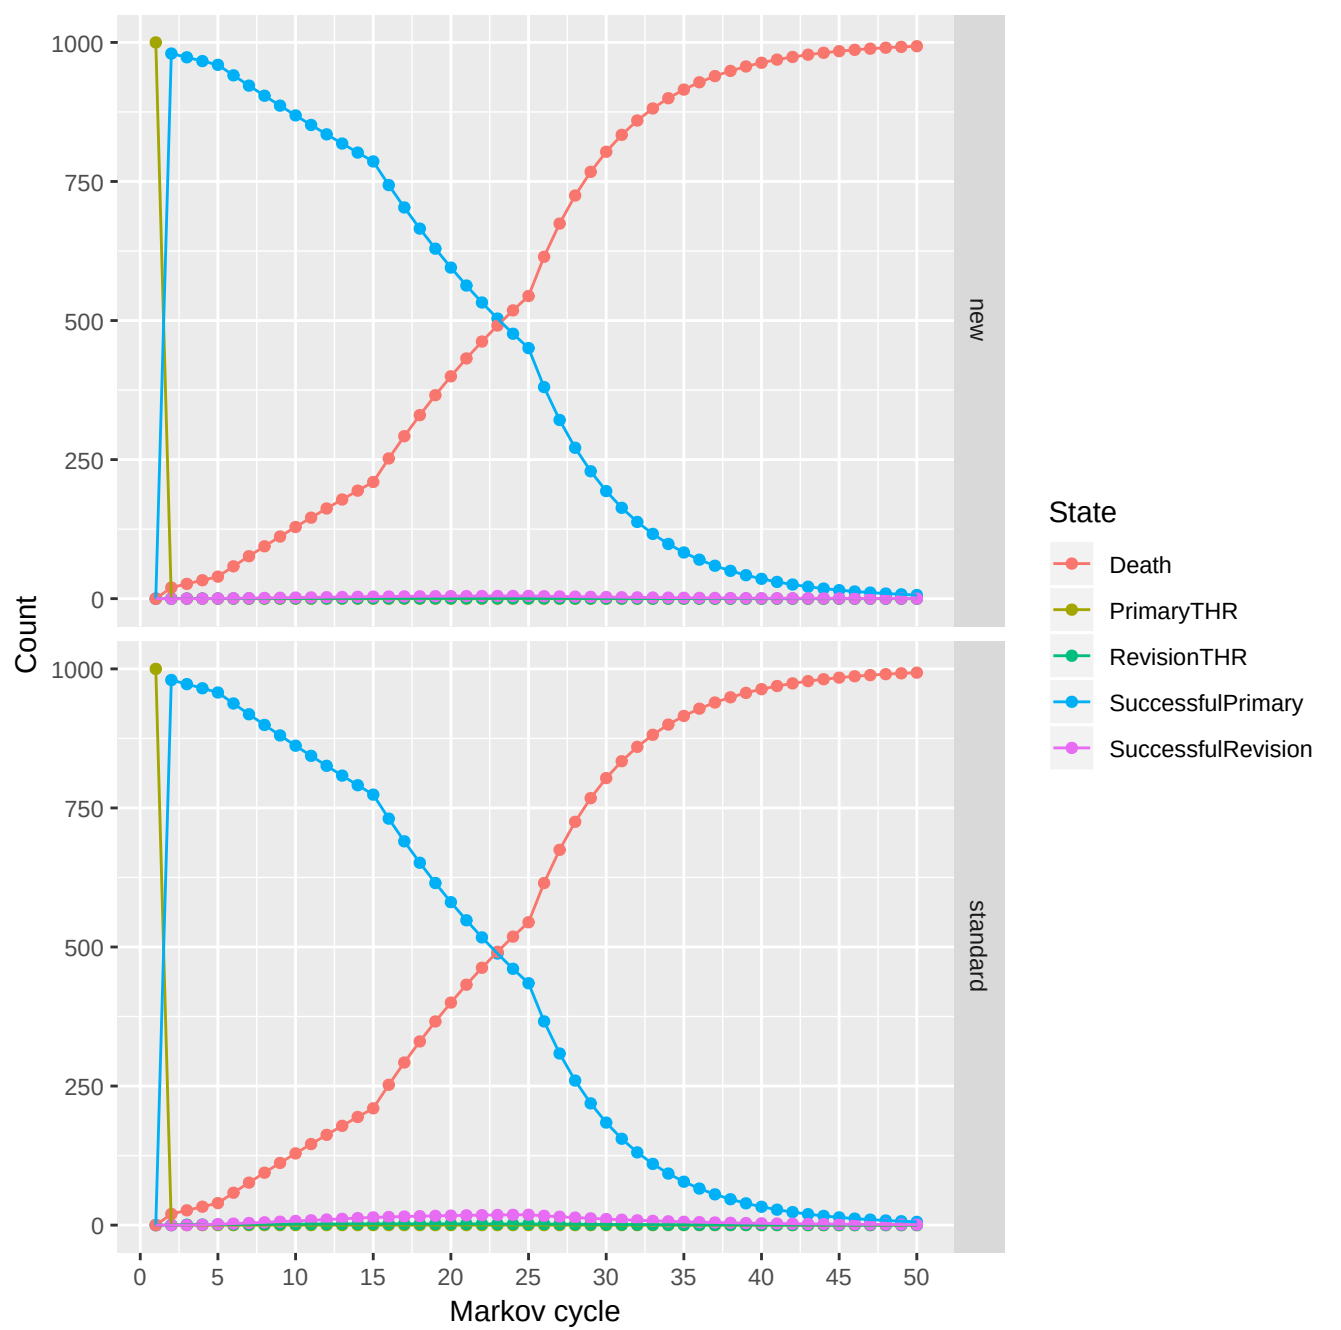 1000
750
500
250
0
new
1000
750
500
250
0
standard
Count
0 5 10 15 20 25 30 35 40 45 50
Markov cycle
State
Death
PrimaryTHR
RevisionTHR
SuccessfulPrimary
SuccessfulRevision